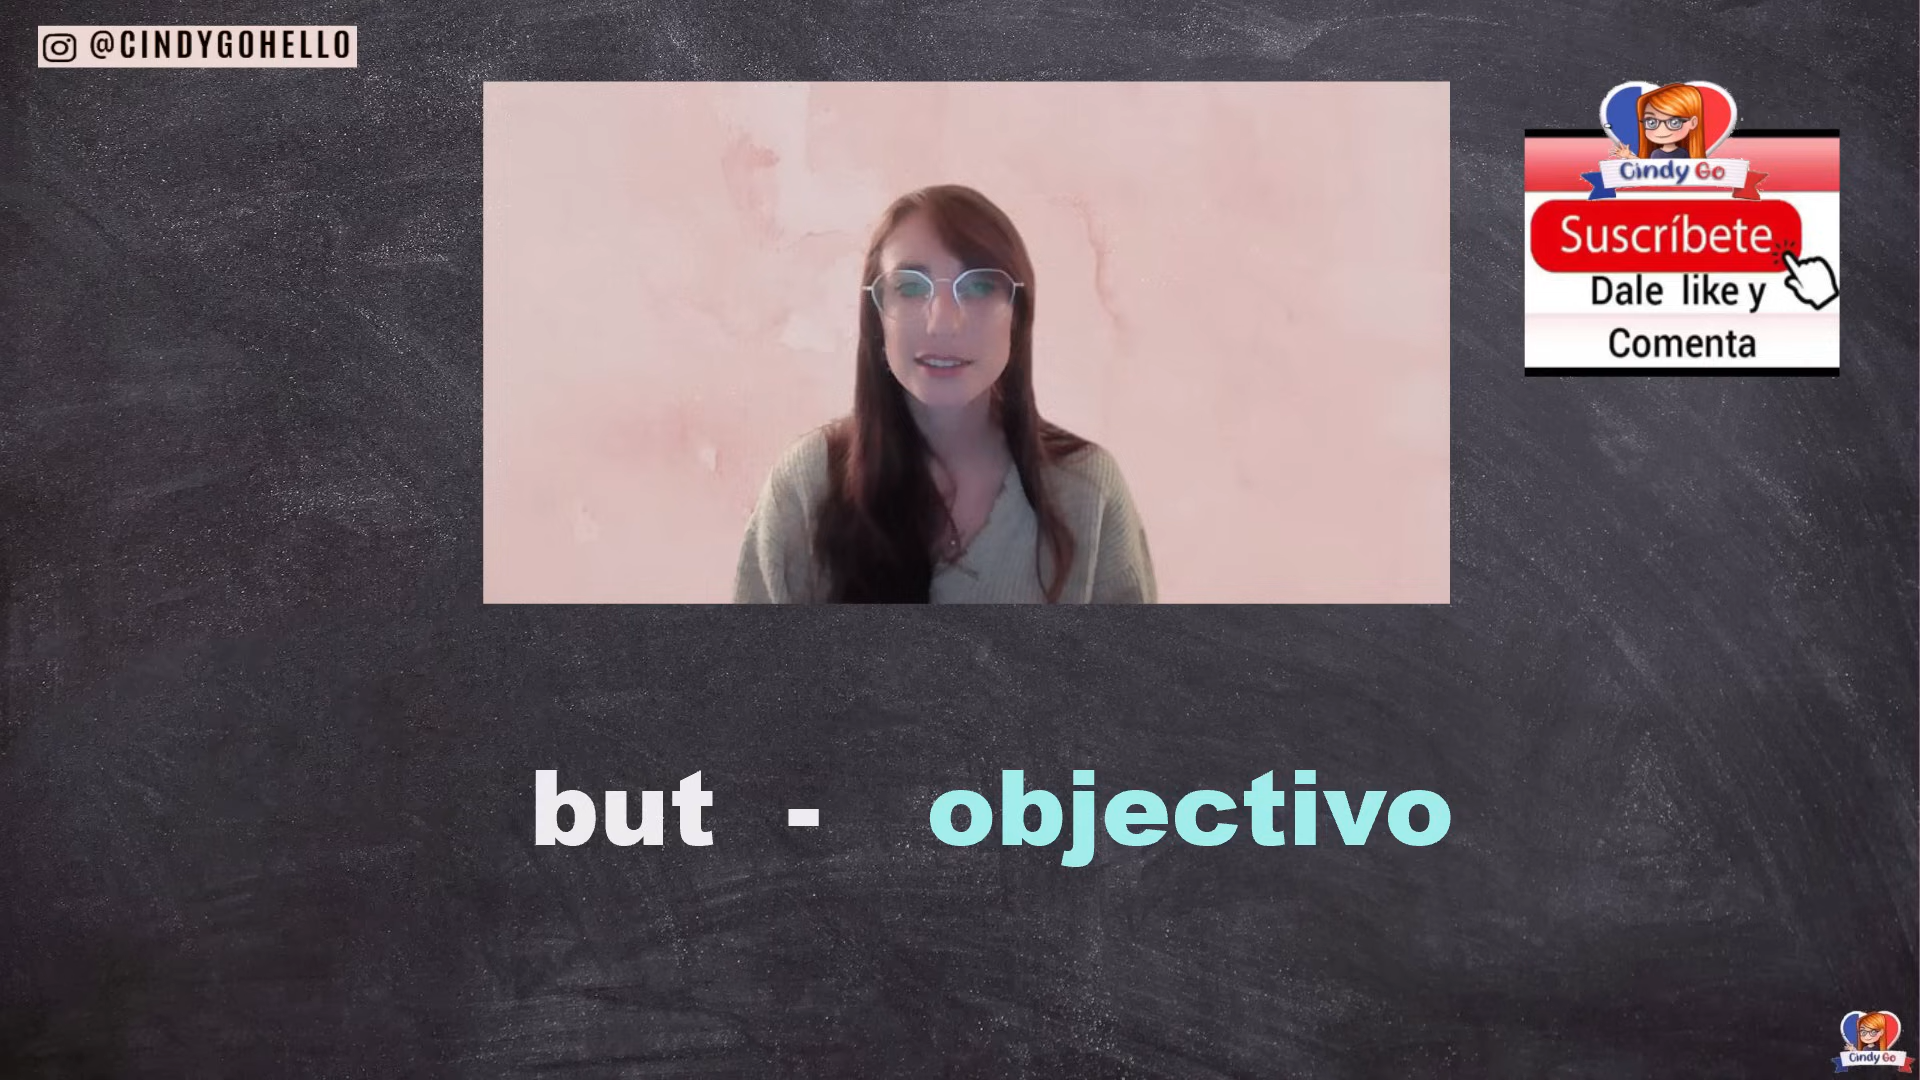 @CINDYGOHELLO
Cindy Go
Suscríbete
Dale like y
Comenta
but - objectivo
Cindy Go